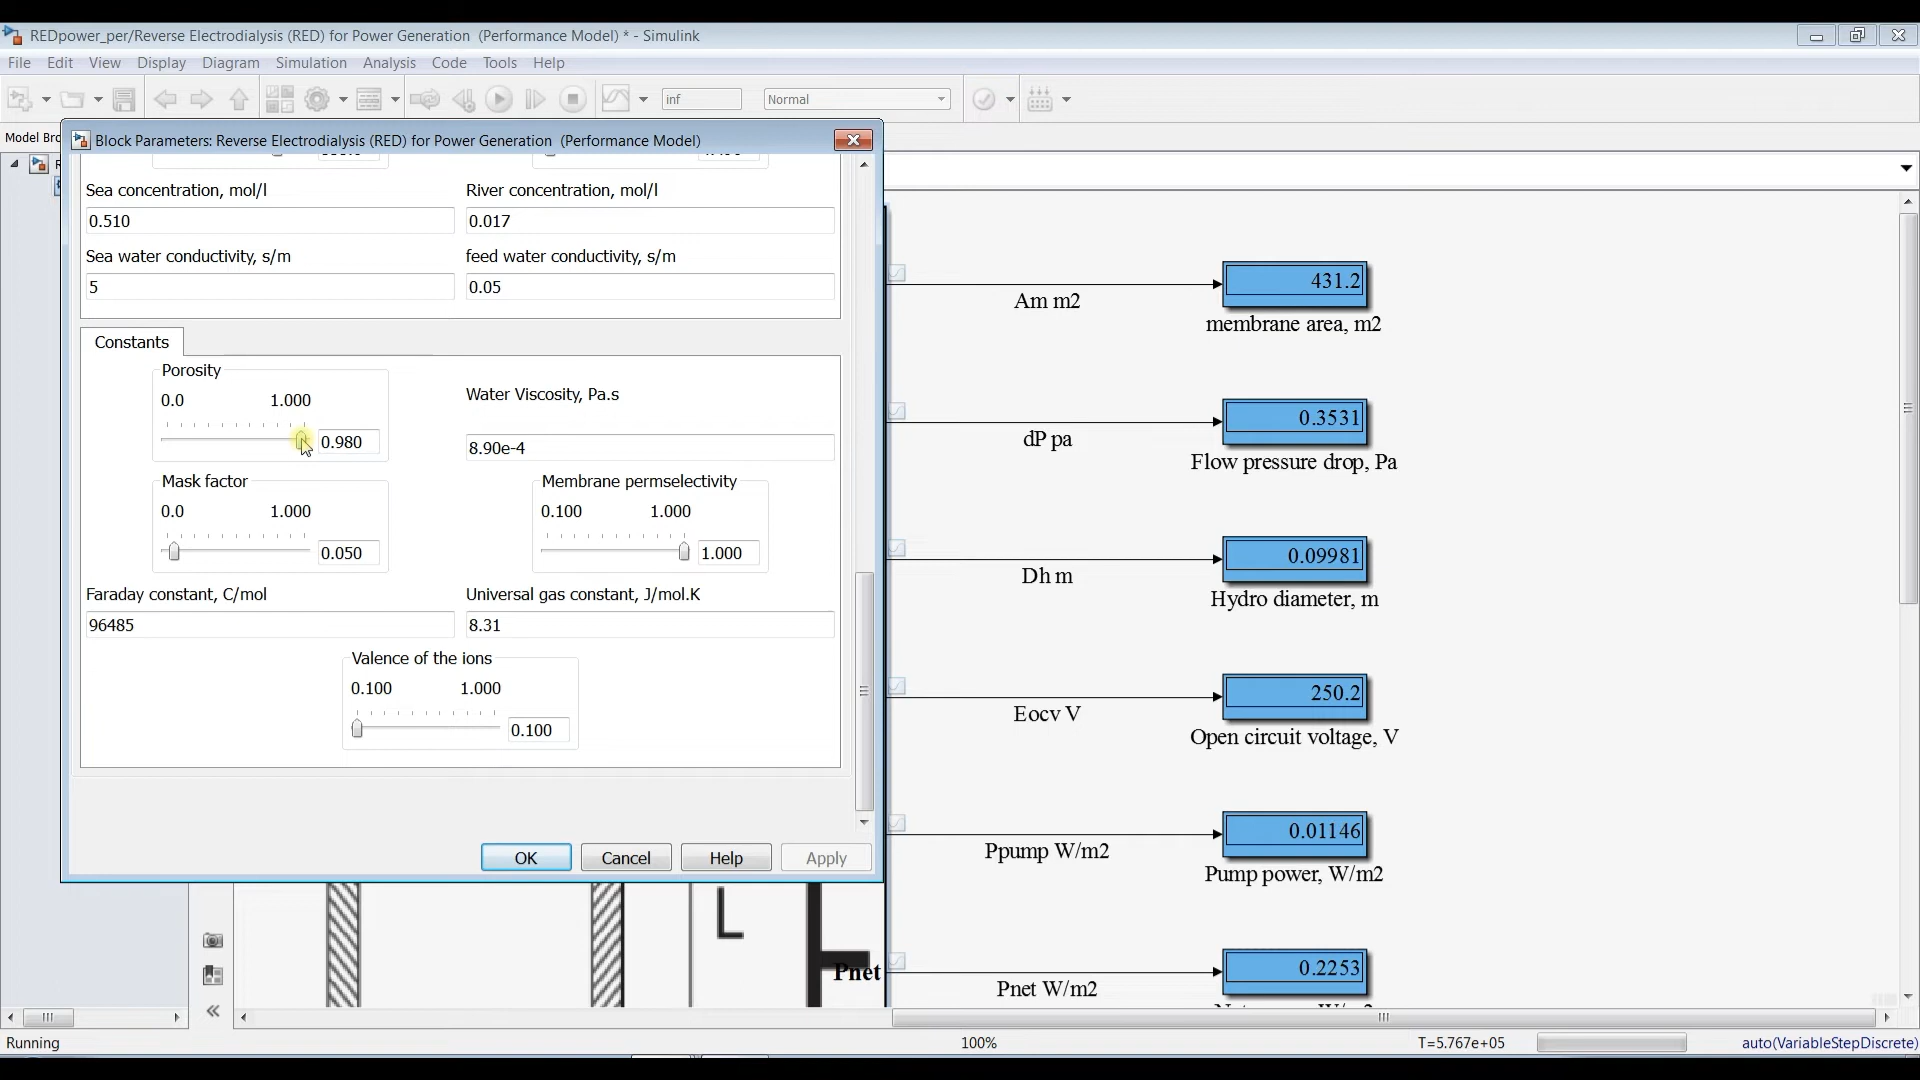 REDpower_per/Reverse Electrodialysis (RED) for Power Generation (Performance Model) * - Simulink
File Edit View Display Diagram Simulation Analysis Code Tools Help
inf Normal
Model Bro
Block Parameters: Reverse Electrodialysis (RED) for Power Generation (Performance Model)
Sea concentration, mol/l River concentration, mol/l
0.510 0.017
Sea water conductivity, s/m feed water conductivity, s/m
5 0.05
Constants
Porosity
0.0 1.000
0.980
Water Viscosity, Pa.s
8.90e-4
Mask factor
0.0 1.000
0.050
Membrane permselectivity
0.100 1.000
1.000
Faraday constant, C/mol Universal gas constant, J/mol.K
96485 8.31
Valence of the ions
0.100 1.000
0.100
OK Cancel Help Apply
Am m2
431.2
membrane area, m2
dP pa
0.3531
Flow pressure drop, Pa
Dh m
0.09981
Hydro diameter, m
Eocv V
250.2
Open circuit voltage, V
Ppump W/m2
0.01146
Pump power, W/m2
L
Pnet
Pnet W/m2
0.2253
Running 100% T=5.767e+05 auto(VariableStepDiscrete)